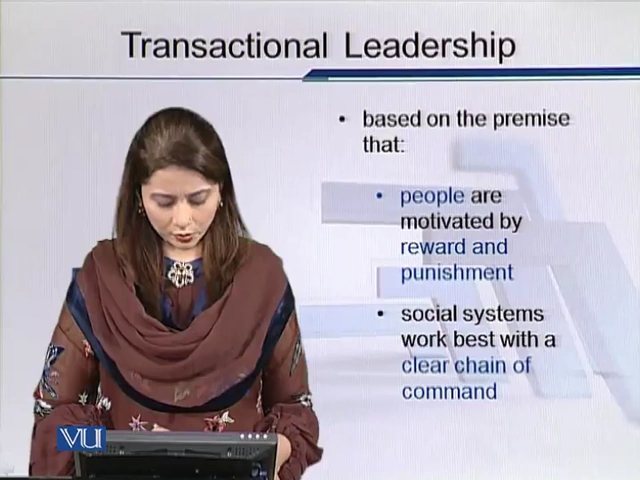 Transactional Leadership
• based on the premise
that:
• people are
motivated by
reward and
punishment
• social systems
work best with a
clear chain of
command
VU